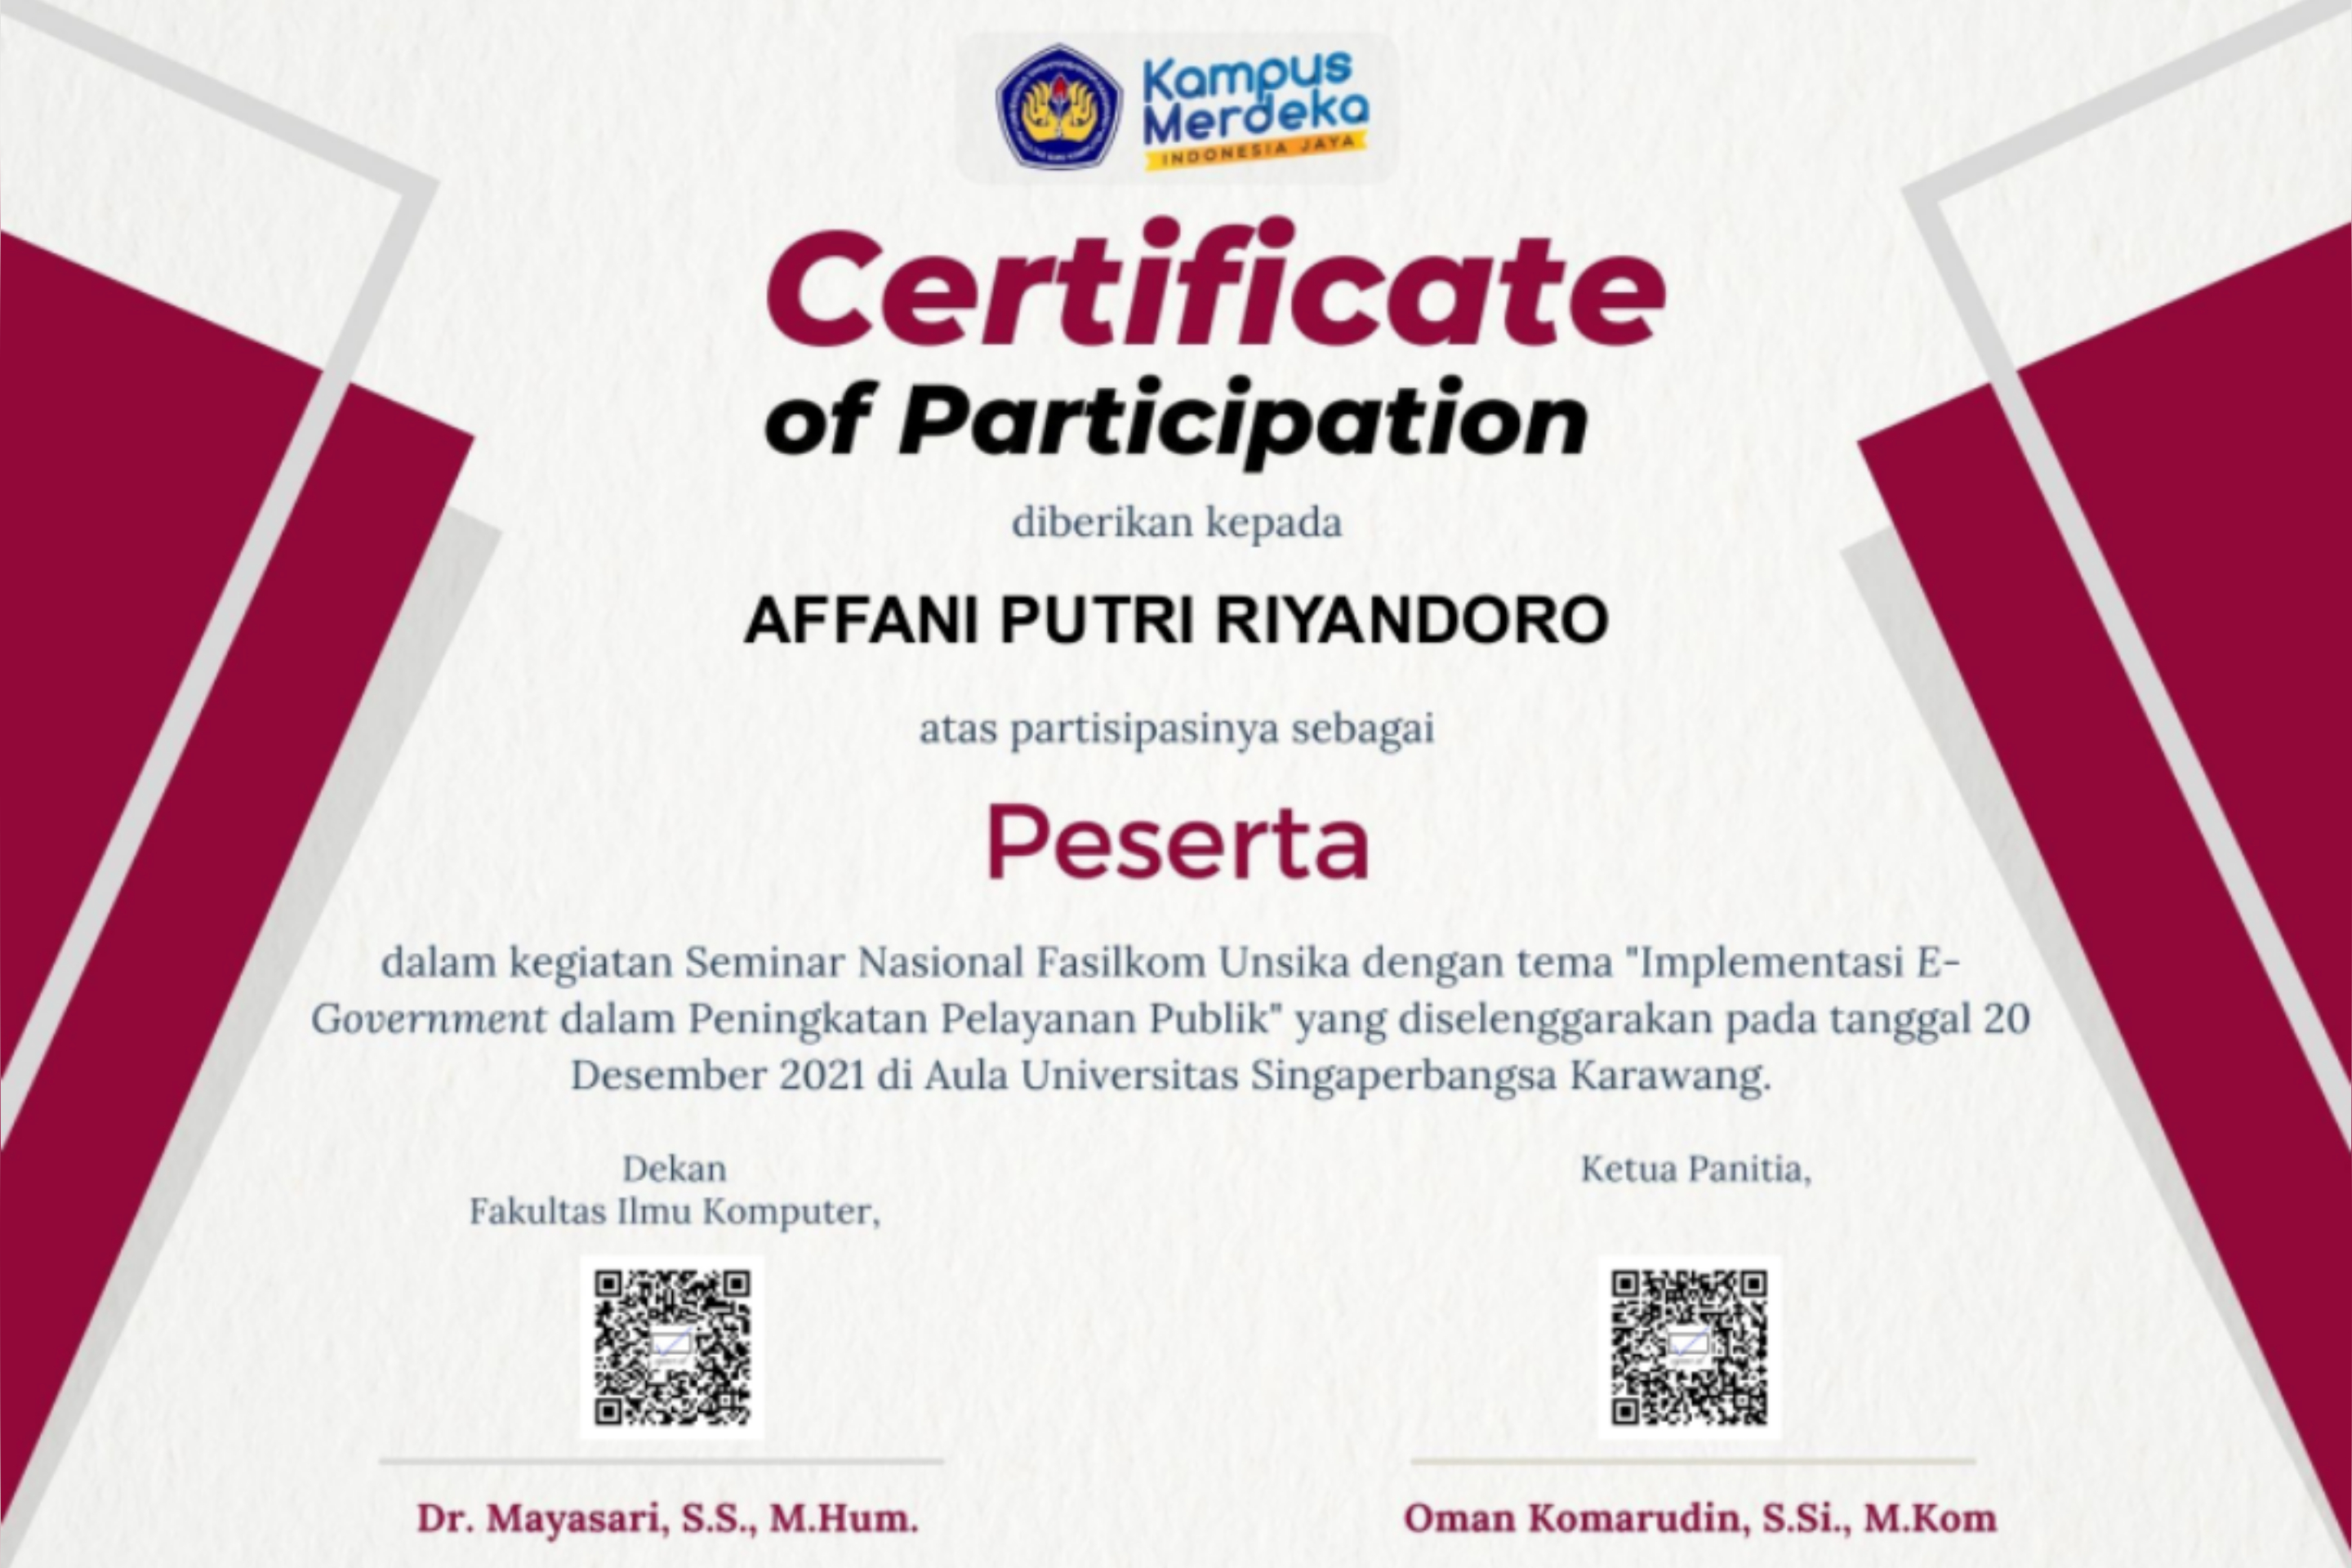 Kampus
Merdeka
INDONESIA JAYA
Certificate
of Participation
diberikan kepada
AFFANI PUTRI RIYANDORO
atas partisipasinya sebagai
Peserta
dalam kegiatan Seminar Nasional Fasilkom Unsika dengan tema "Implementasi E-
Government dalam Peningkatan Pelayanan Publik" yang diselenggarakan pada tanggal 20
Desember 2021 di Aula Universitas Singaperbangsa Karawang.
Dekan
Fakultas Ilmu Komputer,
Ketua Panitia,
Dr. Mayasari, S.S., M.Hum.
Oman Komarudin, S.Si., M.Kom